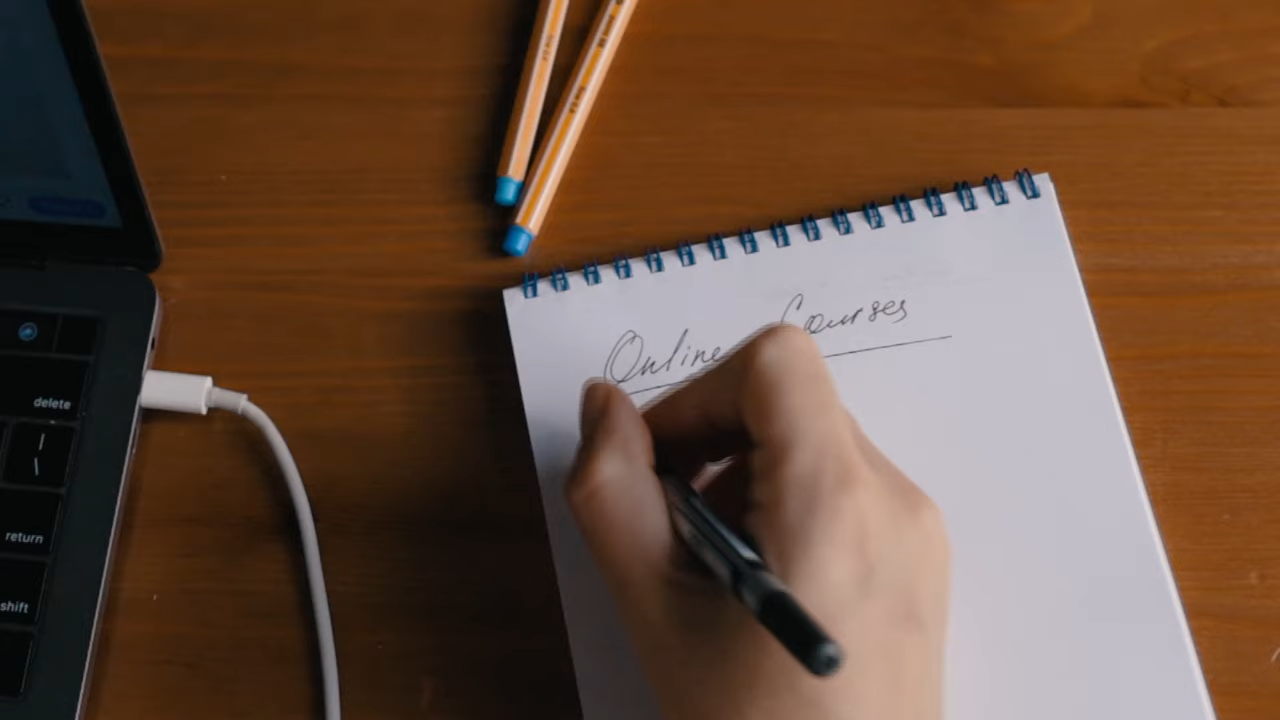 Online Courses
delete
|
\
return
shift